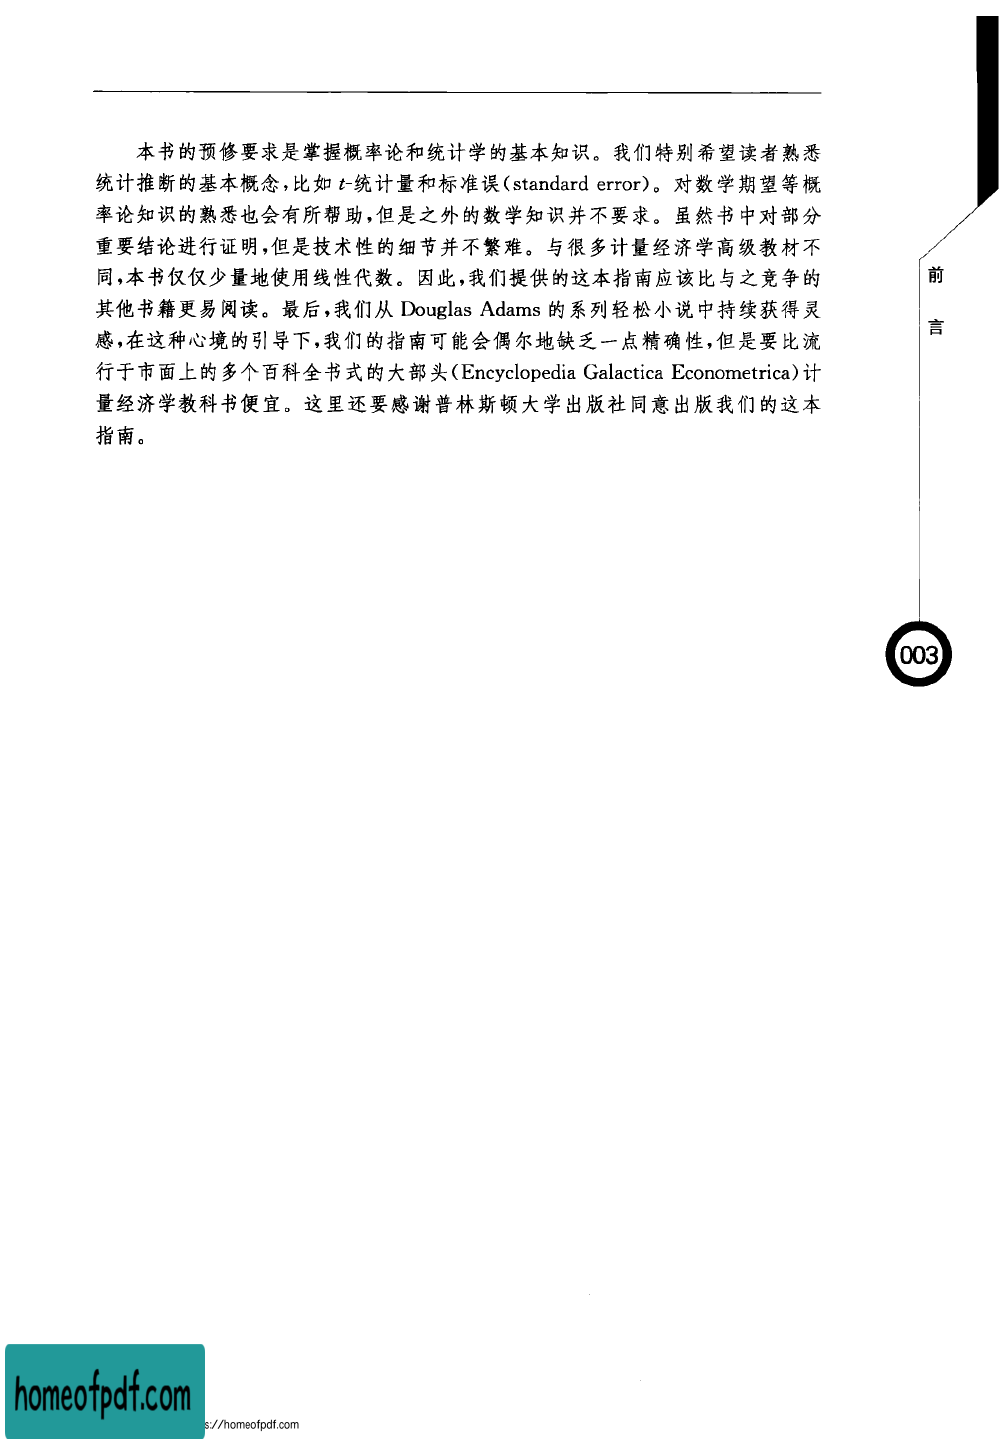 本书的预修要求是掌握概率论和统计学的基本知识。我们特别希望读者熟悉
统计推断的基本概念,比如 t-统计量和标准误(standard error)。对数学期望等概
率论知识的熟悉也会有所帮助,但是之外的数学知识并不要求。虽然书中对部分
重要结论进行证明,但是技术性的细节并不繁难。与很多计量经济学高级教材不
同,本书仅仅少量地使用线性代数。因此,我们提供的这本指南应该比与之竞争的
其他书籍更易阅读。最后,我们从 Douglas Adams 的系列轻松小说中持续获得灵
感,在这种心境的引导下,我们的指南可能会偶尔地缺乏一点精确性,但是要比流
行于市面上的多个百科全书式的大部头(Encyclopedia Galactica Econometrica)计
量经济学教科书便宜。这里还要感谢普林斯顿大学出版社同意出版我们的这本
指南。
前
言
003
homeofpdf.com
s://homeofpdf.com